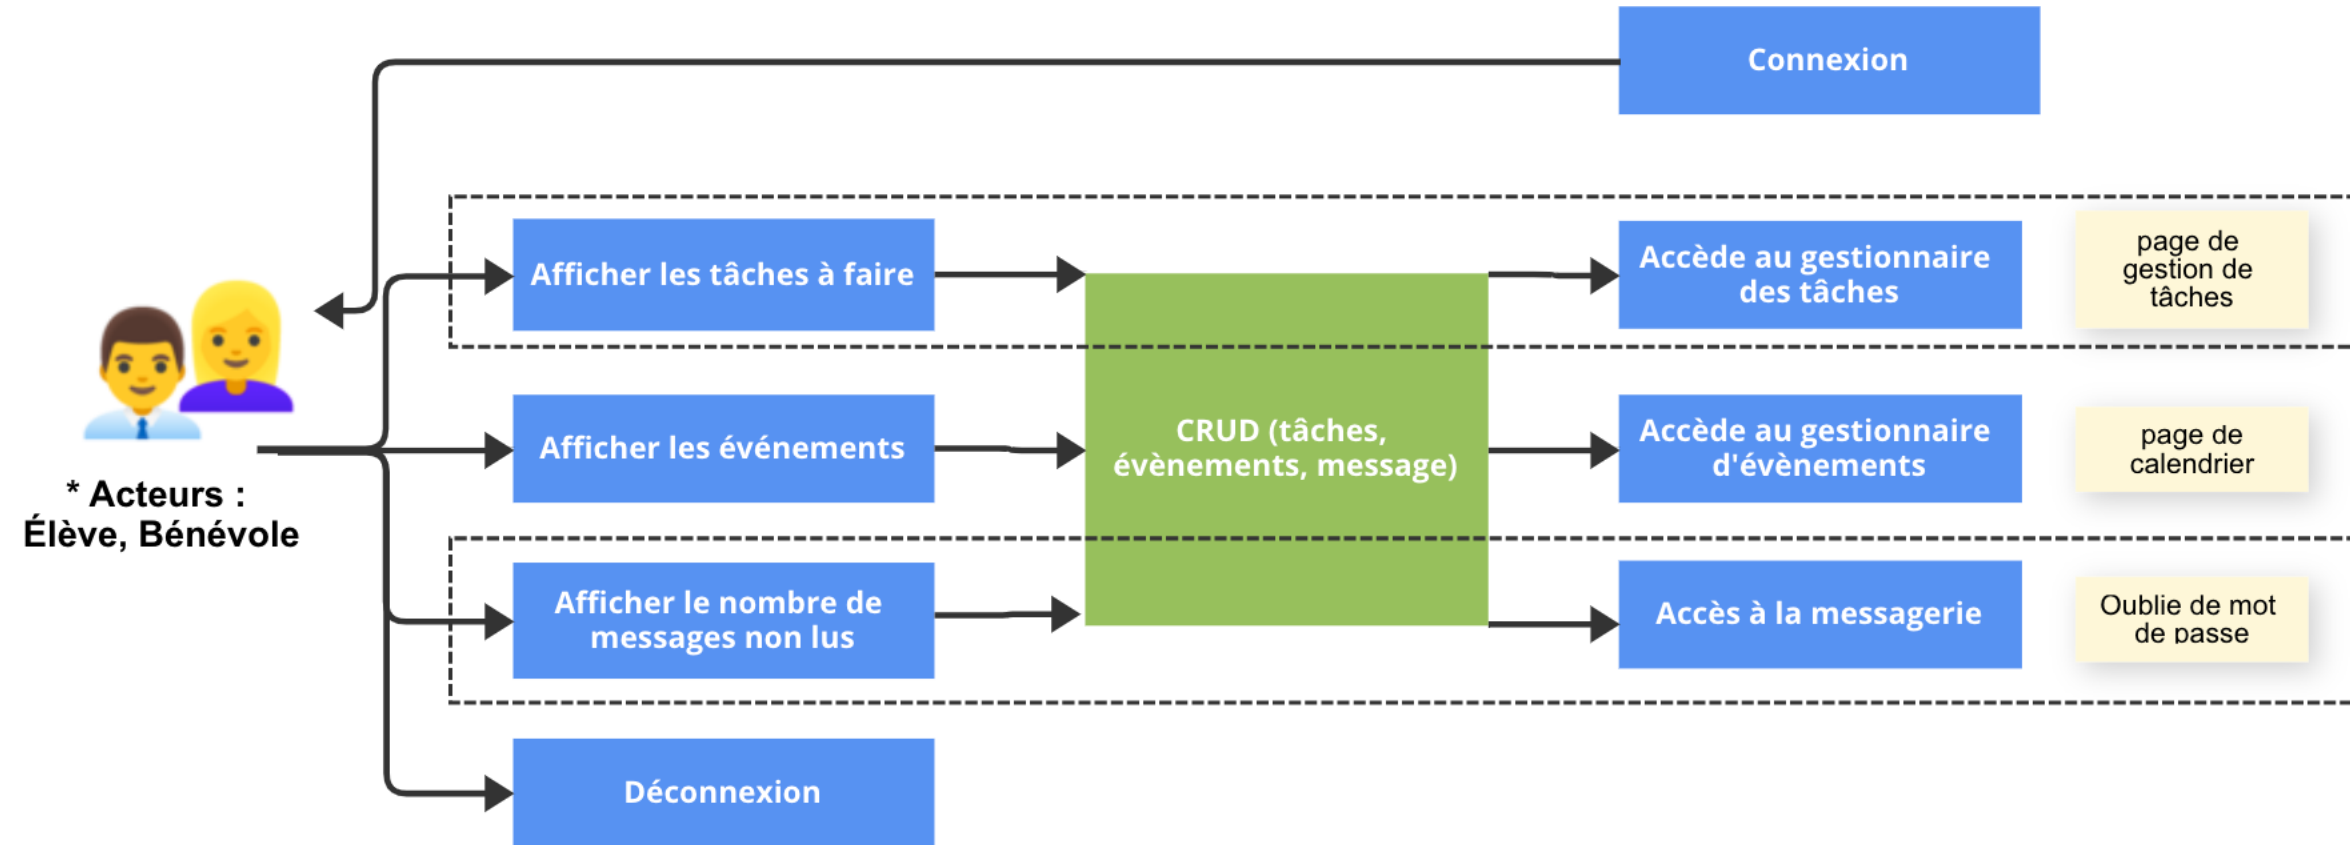 Connexion
Afficher les tâches à faire
Accède au gestionnaire
des tâches
page de
gestion de
tâches
* Acteurs :
Élève, Bénévole
Afficher les événements
CRUD (tâches,
évènements, message)
Accède au gestionnaire
d'évènements
page de
calendrier
Afficher le nombre de
messages non lus
Accès à la messagerie
Oublie de mot
de passe
Déconnexion